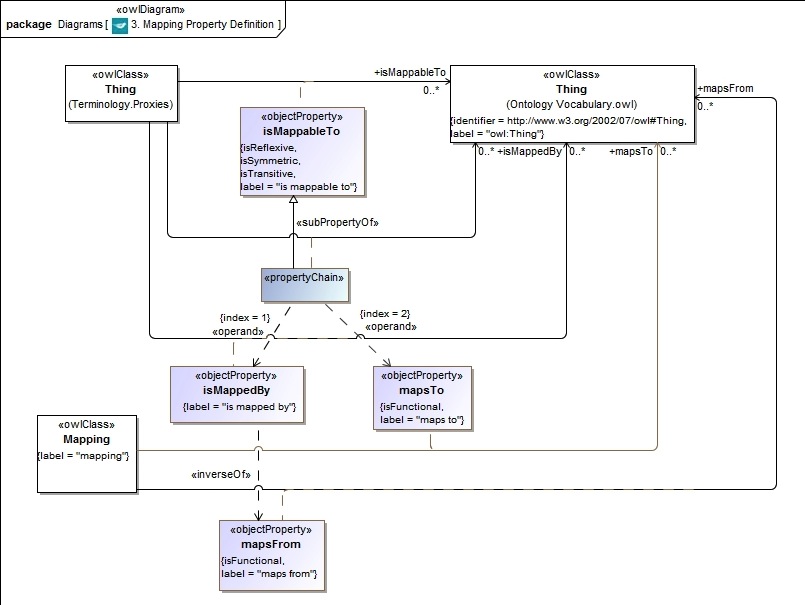 «owlDiagram»
package Diagrams [ 3. Mapping Property Definition ]
«owlClass»
Thing
(Terminology.Proxies)
+isMappableTo
0..*
«owlClass»
Thing
(Ontology Vocabulary.owl)
{identifier = http://www.w3.org/2002/07/owl#Thing,
label = "owl:Thing"}
+mapsFrom
0..*
«objectProperty»
isMappableTo
{isReflexive,
isSymmetric,
isTransitive,
label = "is mappable to"}
0..* +isMappedBy 0..*
+mapsTo 0..*
«subPropertyOf»
«propertyChain»
{index = 1}
«operand»
{index = 2}
«operand»
«objectProperty»
isMappedBy
{label = "is mapped by"}
«objectProperty»
mapsTo
{isFunctional,
label = "maps to"}
«owlClass»
Mapping
{label = "mapping"}
«inverseOf»
«objectProperty»
mapsFrom
{isFunctional,
label = "maps from"}